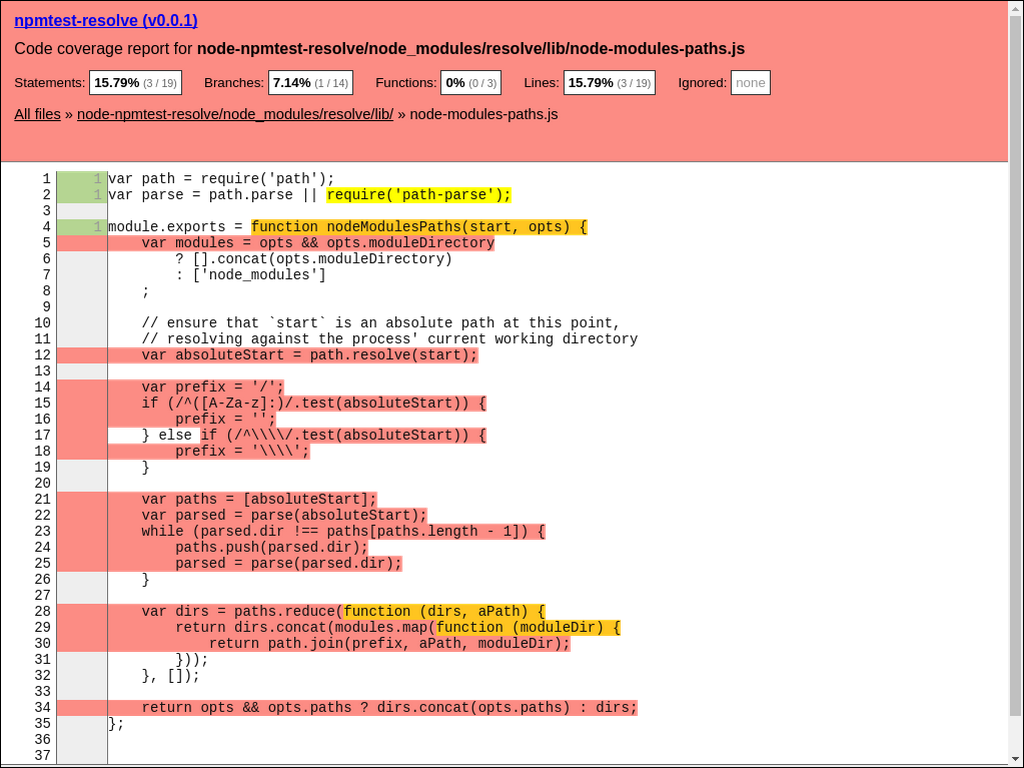 npmtest-resolve (v0.0.1)
Code coverage report for node-npmtest-resolve/node_modules/resolve/lib/node-modules-paths.js
Statements: 15.79% (3 / 19) Branches: 7.14% (1 / 14) Functions: 0% (0 / 3) Lines: 15.79% (3 / 19) Ignored: none
All files » node-npmtest-resolve/node_modules/resolve/lib/ » node-modules-paths.js
1 1 var path = require('path');
2 1 var parse = path.parse || require('path-parse');
3
4 1 module.exports = function nodeModulesPaths(start, opts) {
5     var modules = opts && opts.moduleDirectory
6         ? [].concat(opts.moduleDirectory)
7         : ['node_modules']
8     ;
9
10     // ensure that `start` is an absolute path at this point,
11     // resolving against the process' current working directory
12     var absoluteStart = path.resolve(start);
13
14     var prefix = '/';
15     if (/^([A-Za-z]:)/.test(absoluteStart)) {
16         prefix = '';
17     } else if (/^\\\\/.test(absoluteStart)) {
18         prefix = '\\\\';
19     }
20
21     var paths = [absoluteStart];
22     var parsed = parse(absoluteStart);
23     while (parsed.dir !== paths[paths.length - 1]) {
24         paths.push(parsed.dir);
25         parsed = parse(parsed.dir);
26     }
27
28     var dirs = paths.reduce(function (dirs, aPath) {
29         return dirs.concat(modules.map(function (moduleDir) {
30             return path.join(prefix, aPath, moduleDir);
31         }));
32     }, []);
33
34     return opts && opts.paths ? dirs.concat(opts.paths) : dirs;
35 };
36
37